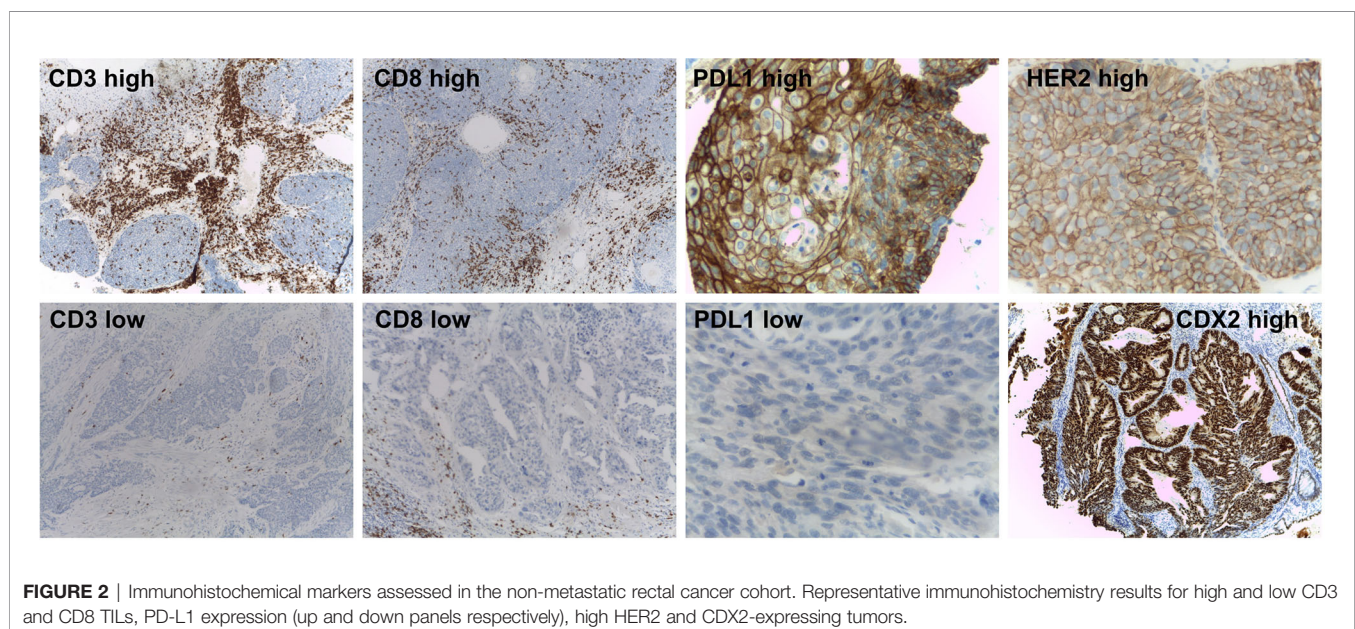 CD3 high
CD8 high
PDL1 high
HER2 high
CD3 low
CD8 low
PDL1 low
CDX2 high
FIGURE 2 | Immunohistochemical markers assessed in the non-metastatic rectal cancer cohort. Representative immunohistochemistry results for high and low CD3
and CD8 TILs, PD-L1 expression (up and down panels respectively), high HER2 and CDX2-expressing tumors.